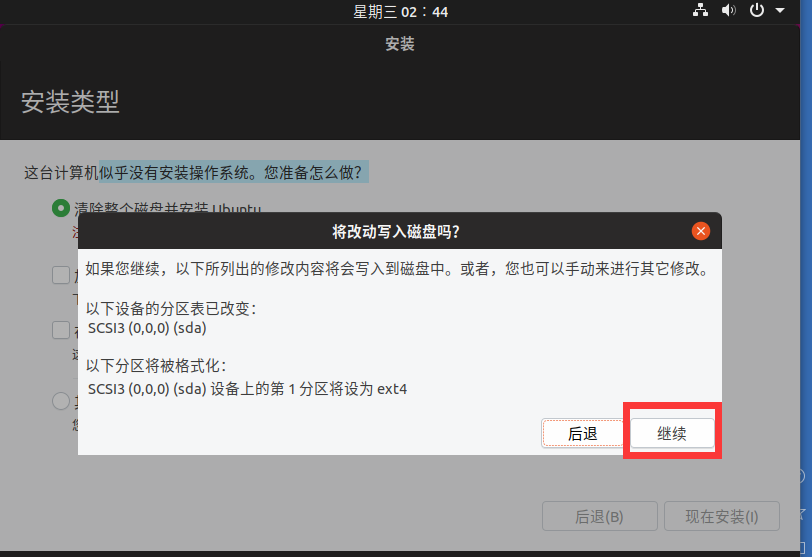 星期三 02：44
安装
安装类型
这台计算机似乎没有安装操作系统。您准备怎么做?
清除整个磁盘并安装 Ubuntu
将改动写入磁盘吗?
如果您继续，以下所列出的修改内容将会写入到磁盘中。或者，您也可以手动来进行其它修改。
以下设备的分区表已改变：
SCSI3 (0,0,0) (sda)
以下分区将被格式化：
SCSI3 (0,0,0) (sda) 设备上的第 1 分区将设为 ext4
后退
继续
后退(B)
现在安装(I)